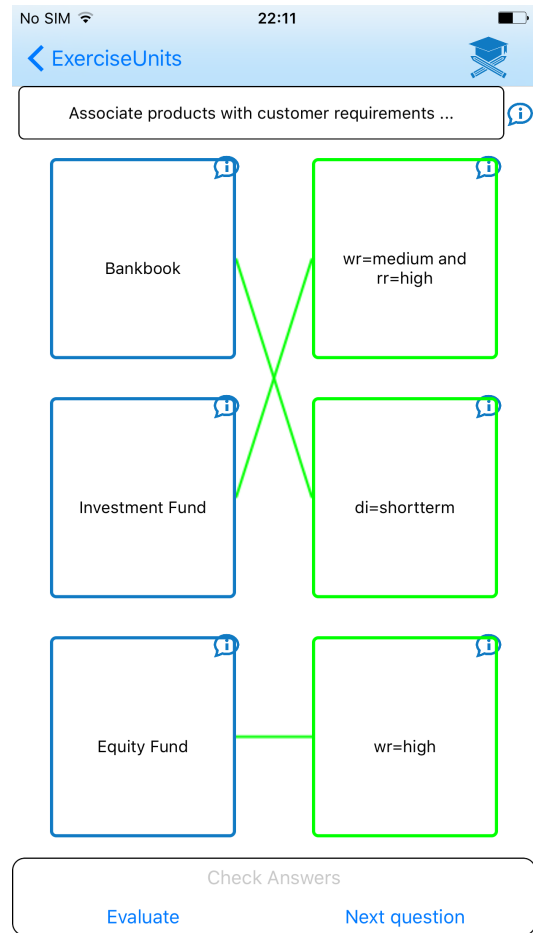 No SIM 22:11
ExerciseUnits
Associate products with customer requirements ...
Bankbook
wr=medium and
rr=high
Investment Fund
di=shortterm
Equity Fund
wr=high
Check Answers
Evaluate Next question